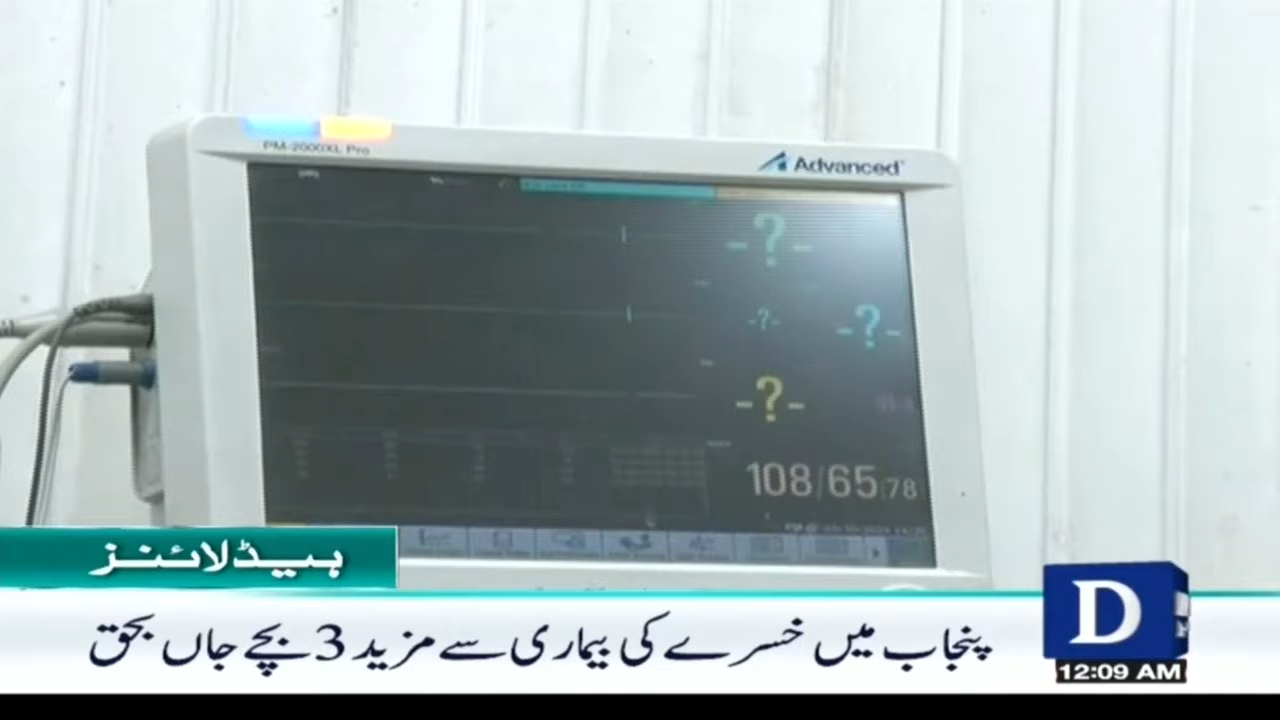 PM-2000XL Pro
Advanced
-?-
-?- -?-
-?-
108/65 78
ہیڈلائنز
پنجاب میں خسرے کی بیماری سے مزید 3 بچے جاں بحق
D
12:09 AM